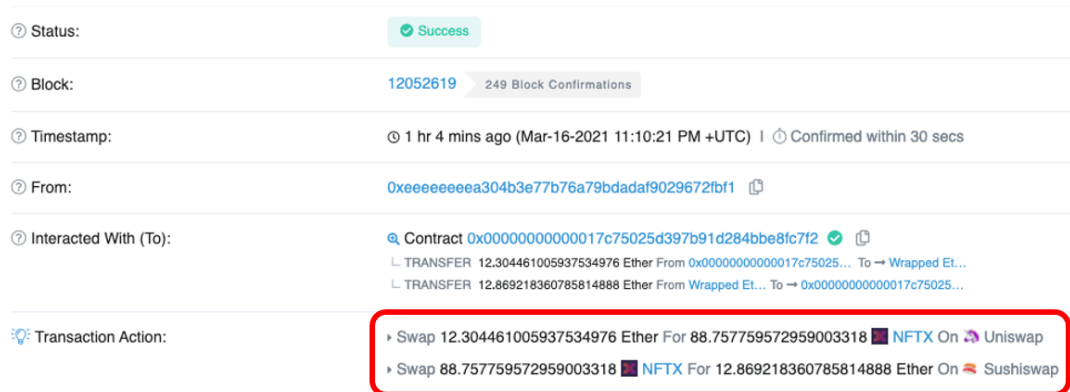 Status: Success
Block: 12052619 249 Block Confirmations
Timestamp: 1 hr 4 mins ago (Mar-16-2021 11:10:21 PM +UTC) | Confirmed within 30 secs
From: 0xeeeeeeeea304b3e77b76a79bdadaf9029672fbf1
Interacted With (To): Contract 0x00000000000017c75025d397b91d284bbe8fc7f2
TRANSFER 12.304461005937534976 Ether From 0x00000000000017c75025... To → Wrapped Et...
TRANSFER 12.869218360785814888 Ether From Wrapped Et... To → 0x00000000000017c75025...
Transaction Action: Swap 12.304461005937534976 Ether For 88.757759572959003318 NFTX On Uniswap
Swap 88.757759572959003318 NFTX For 12.869218360785814888 Ether On Sushiswap